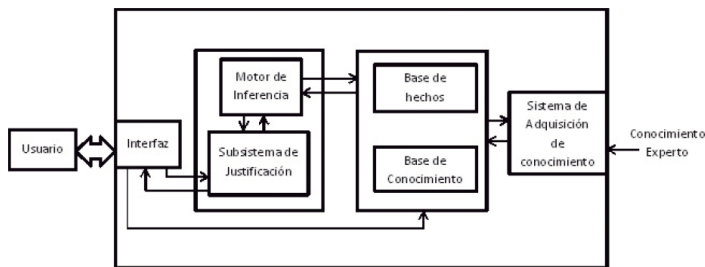 Usuario
Interfaz
Motor de
Inferencia
Subsistema de
Justificación
Base de
hechos
Base de
Conocimiento
Sistema de
Adquisición
de
conocimiento
Conocimiento
Experto